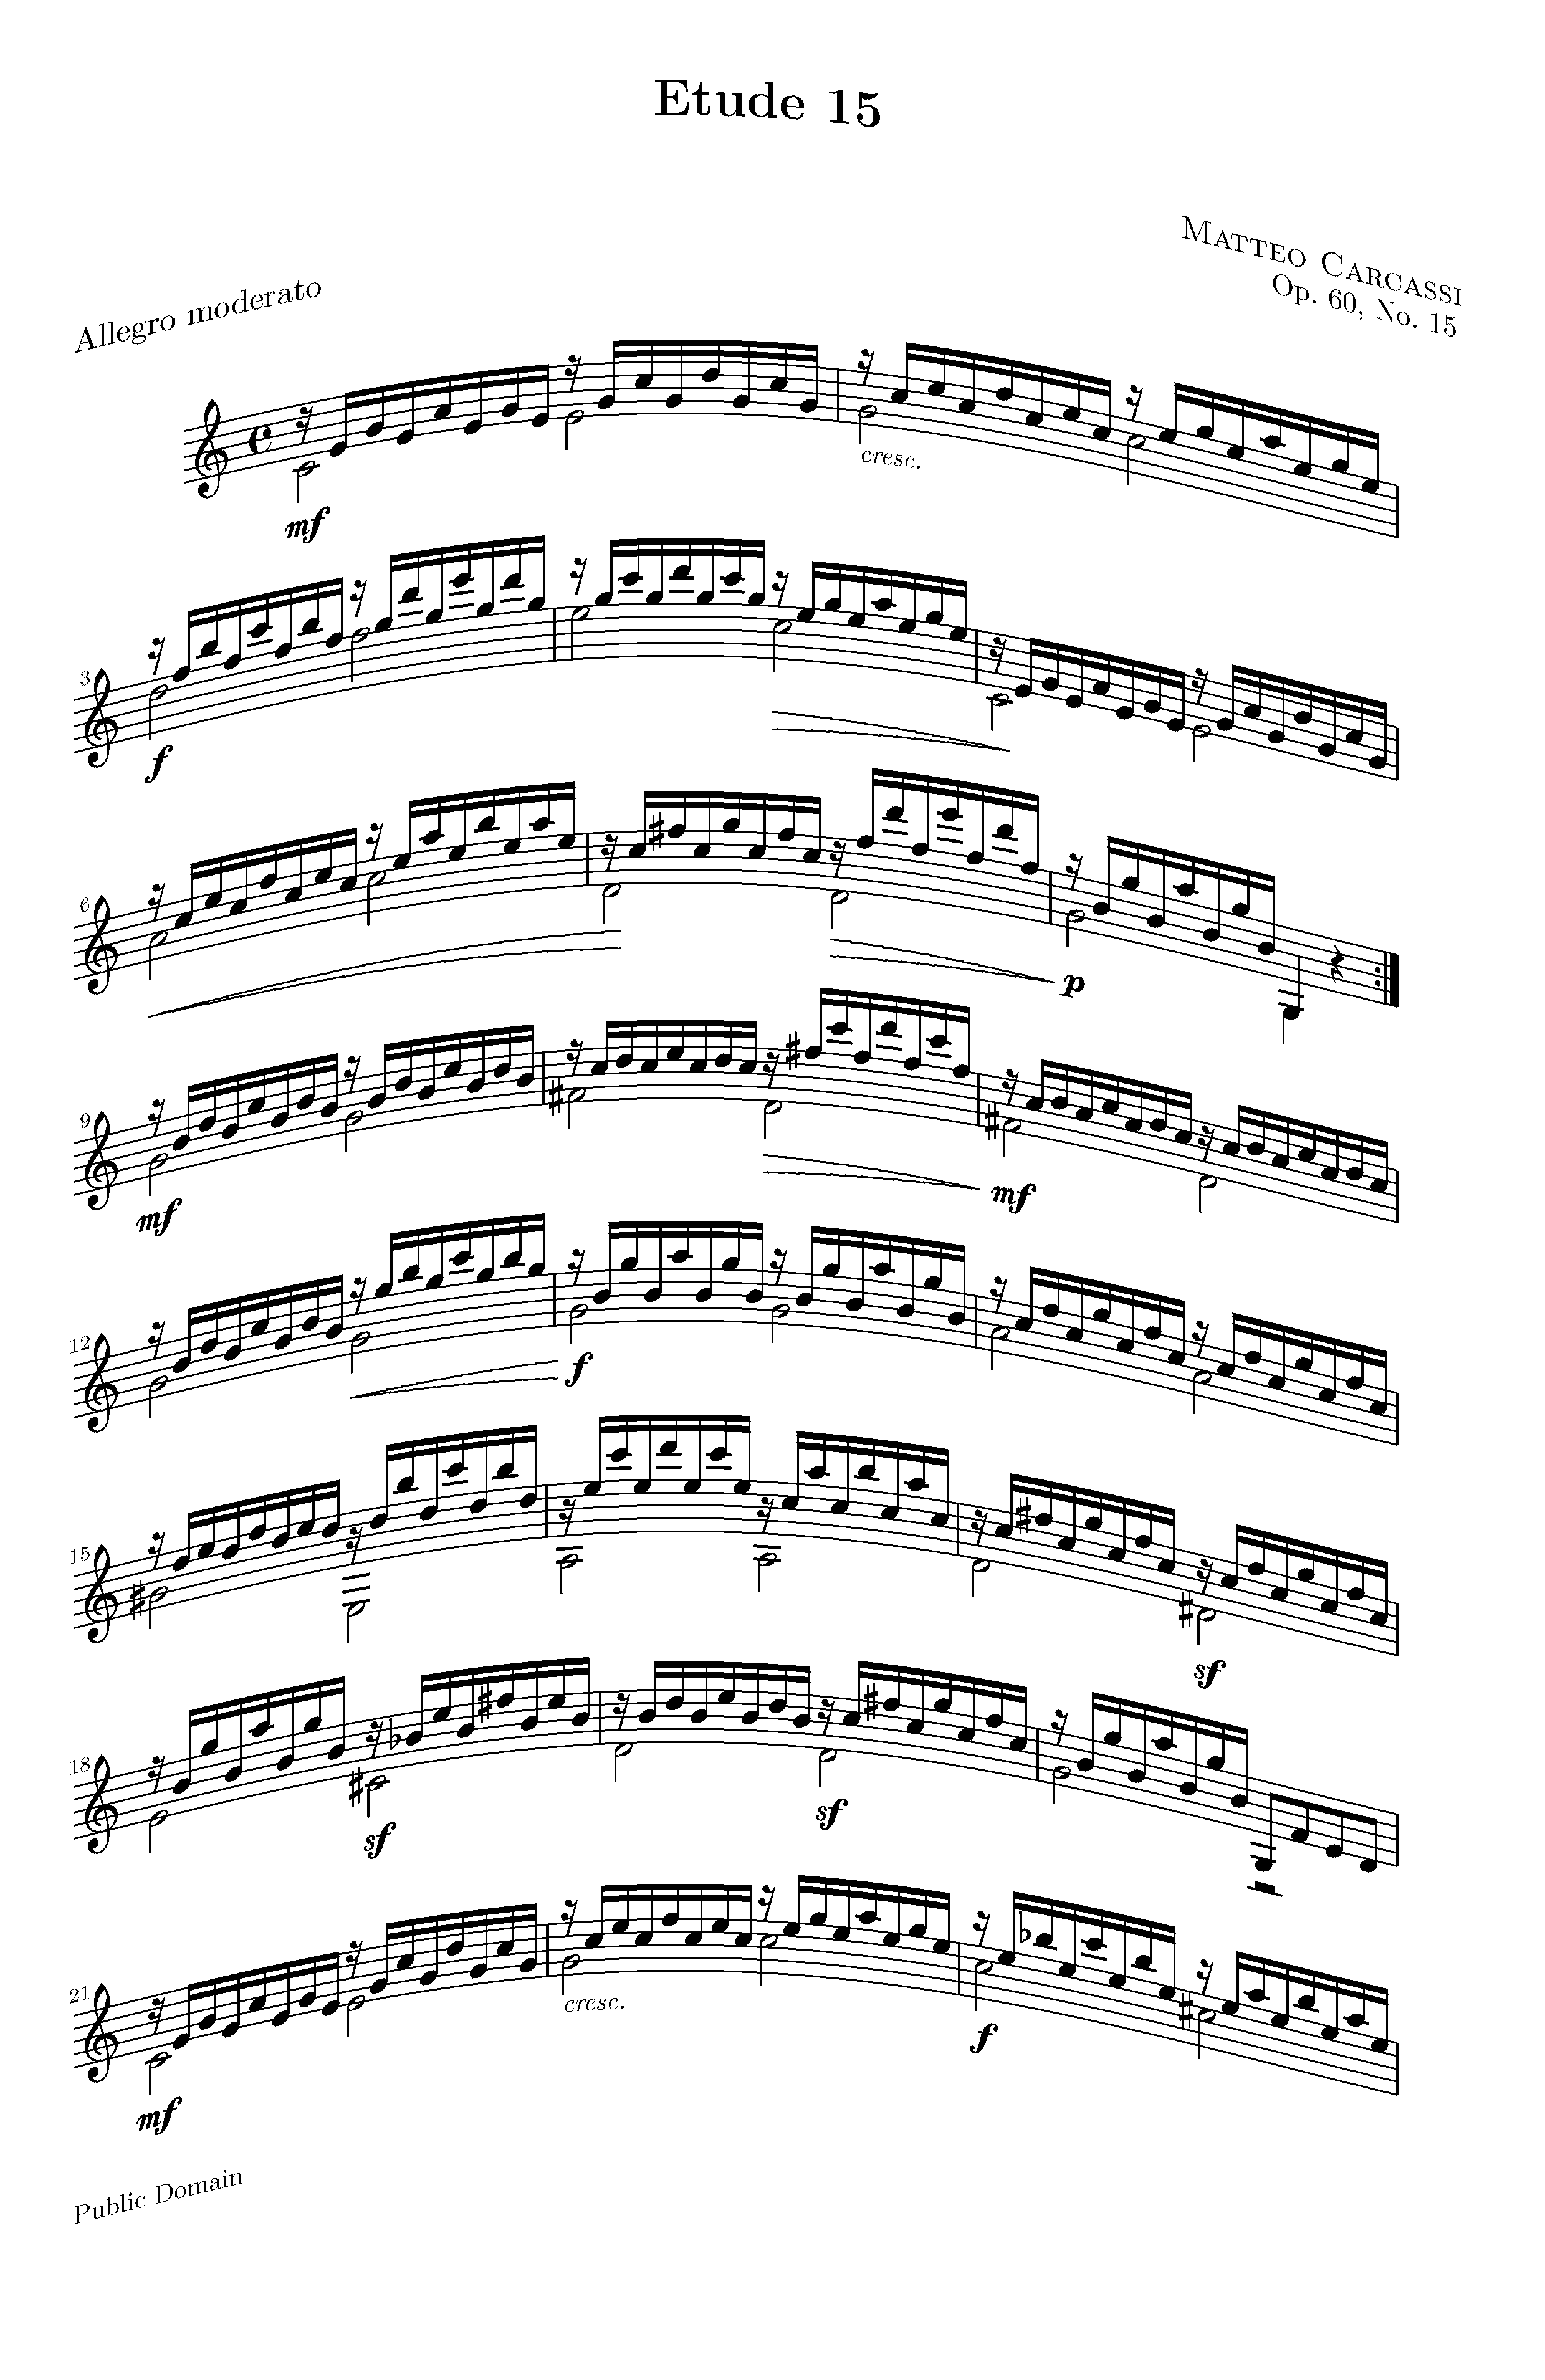 Etude 15
Matteo Carcassi
Op. 60, No. 15
Allegro moderato
mf
cresc.
3
f
6
p
9
mf
mf
12
f
15
sf
18
sf
sf
21
mf
cresc.
f
Public Domain